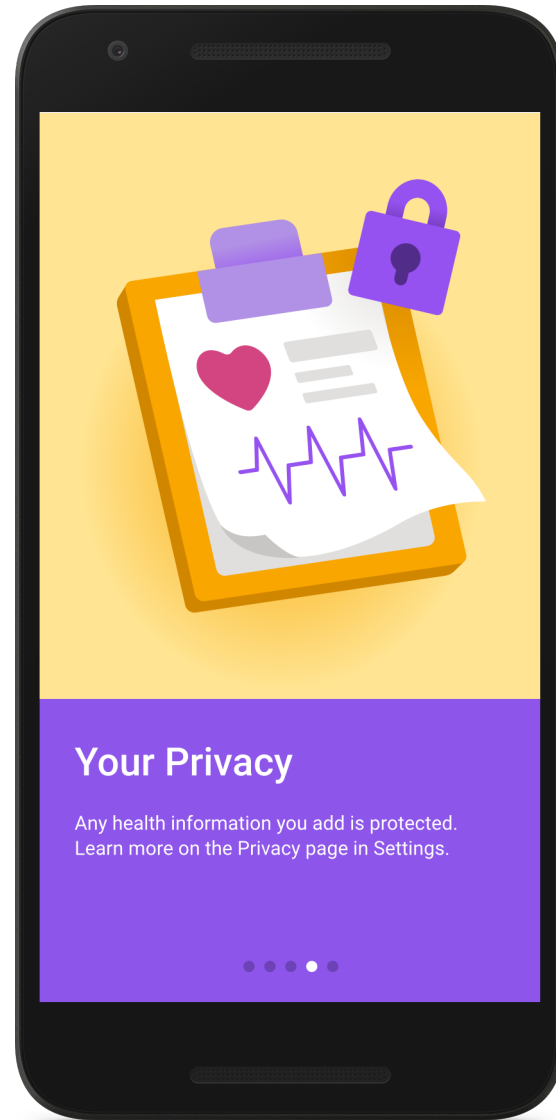 Your Privacy
Any health information you add is protected.
Learn more on the Privacy page in Settings.